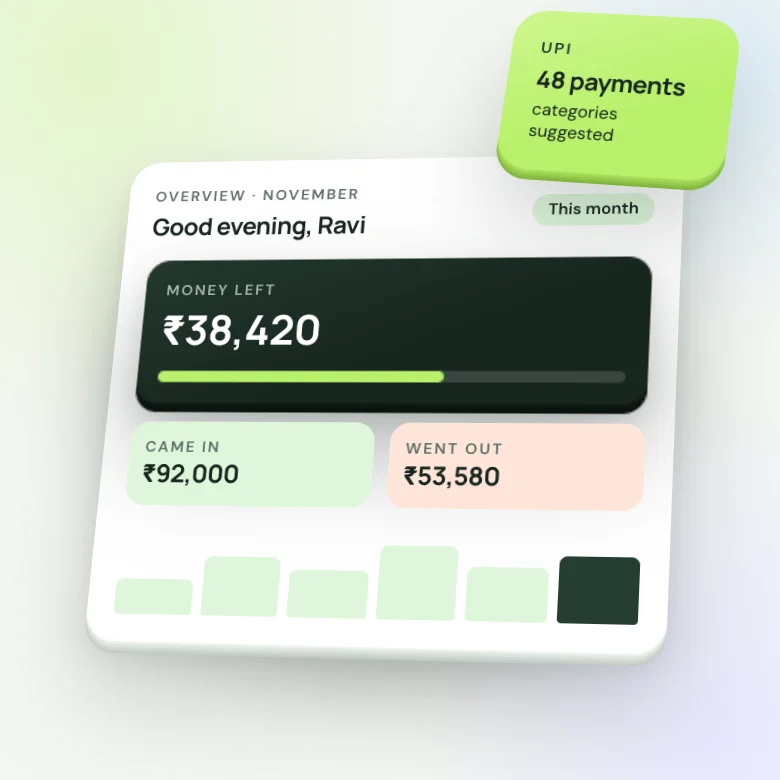 UPI
48 payments
categories
suggested
OVERVIEW · NOVEMBER
Good evening, Ravi
This month
MONEY LEFT
₹38,420
CAME IN
₹92,000
WENT OUT
₹53,580